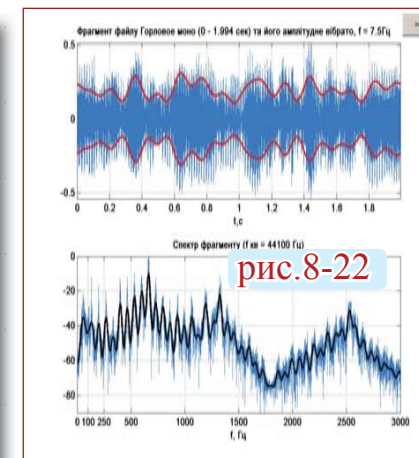 Фрагмент файлу Горловое моно (0 - 1.994 сек) та його амплітудне вібрато, f = 7.5Гц
0.5
0
-0.5
0 0.2 0.4 0.6 0.8 1 1.2 1.4 1.6 1.8
t,c
Спектр фрагменту (f кв = 44100 Гц)
рис.8-22
0
-20
-40
-60
-80
0 100 250 500 1000 1500 2000 2500 3000
f, Гц